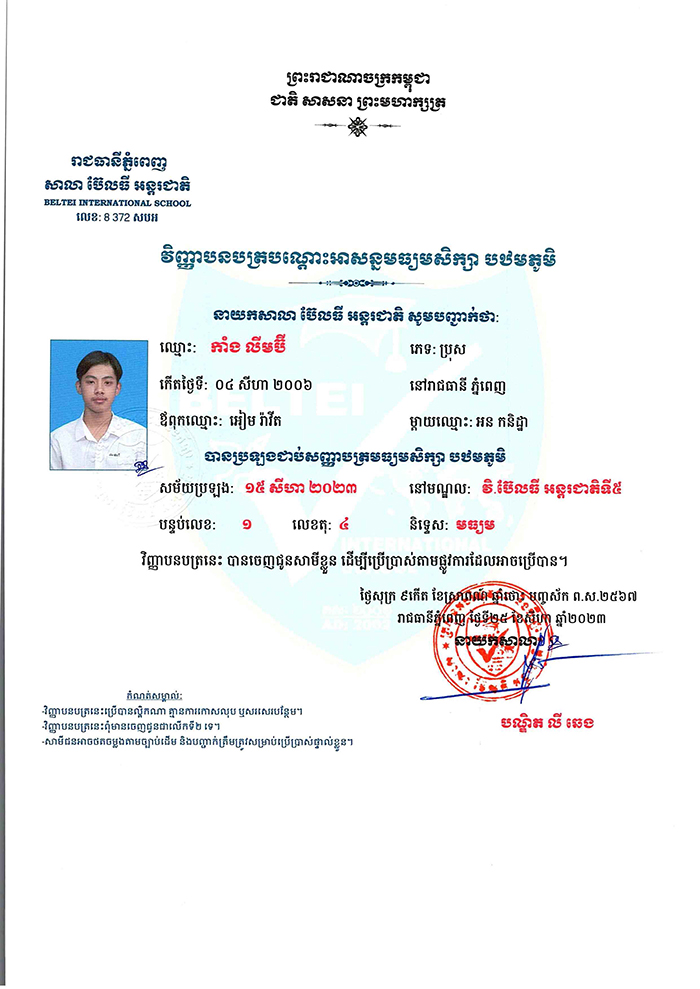 ព្រះរាជាណាចក្រកម្ពុជា
ជាតិ សាសនា ព្រះមហាក្សត្រ
រាជធានីភ្នំពេញ
សាលា ប៊ែលធី អន្តរជាតិ
BELTEI INTERNATIONAL SCHOOL
លេខ: 8 372 សបអ
វិញ្ញាបនបត្របណ្ដោះអាសន្នមធ្យមសិក្សា បឋមភូមិ
នាយកសាលា ប៊ែលធី អន្តរជាតិ សូមបញ្ជាក់ថា:
ឈ្មោះ: កាំង លីមប៊ី ភេទ: ប្រុស
កើតថ្ងៃទី: ០៤ សីហា ២០០៦ នៅរាជធានី ភ្នំពេញ
ឪពុកឈ្មោះ: អៀម រ៉ាវីត ម្ដាយឈ្មោះ: អន កនិដ្ឋា
បានប្រឡងជាប់សញ្ញាបត្រមធ្យមសិក្សា បឋមភូមិ
សម័យប្រឡង: ១៥ សីហា ២០២៣ នៅមណ្ឌល: វិ.ប៊ែលធី អន្តរជាតិទី៥
បន្ទប់លេខ: ១ លេខតុ: ៤ និទ្ទេស: មធ្យម
វិញ្ញាបនបត្រនេះ បានចេញជូនសាមីខ្លួន ដើម្បីប្រើប្រាស់តាមផ្លូវការដែលអាចប្រើបាន។
ថ្ងៃសុក្រ ៩កើត ខែស្រាពណ៍ ឆ្នាំថោះ បញ្ចស័ក ព.ស.២៥៦៧
រាជធានីភ្នំពេញ ថ្ងៃទី២៥ ខែសីហា ឆ្នាំ២០២៣
នាយកសាលា
បណ្ឌិត លី ឆេង
កំណត់សម្គាល់:
-វិញ្ញាបនបត្រនេះប្រើបានល្គឹកណា គ្មានការកោសលុប ឬសរសេរបន្ថែម។
-វិញ្ញាបនបត្រនេះពុំមានចេញជូនជាលើកទី២ ទេ។
-សាមីជនអាចថតចម្លងតាមច្បាប់ដើម និងបញ្ជាក់ត្រឹមត្រូវសម្រាប់ប្រើប្រាស់ផ្ទាល់ខ្លួន។
BELTEI
INTERNATIONAL